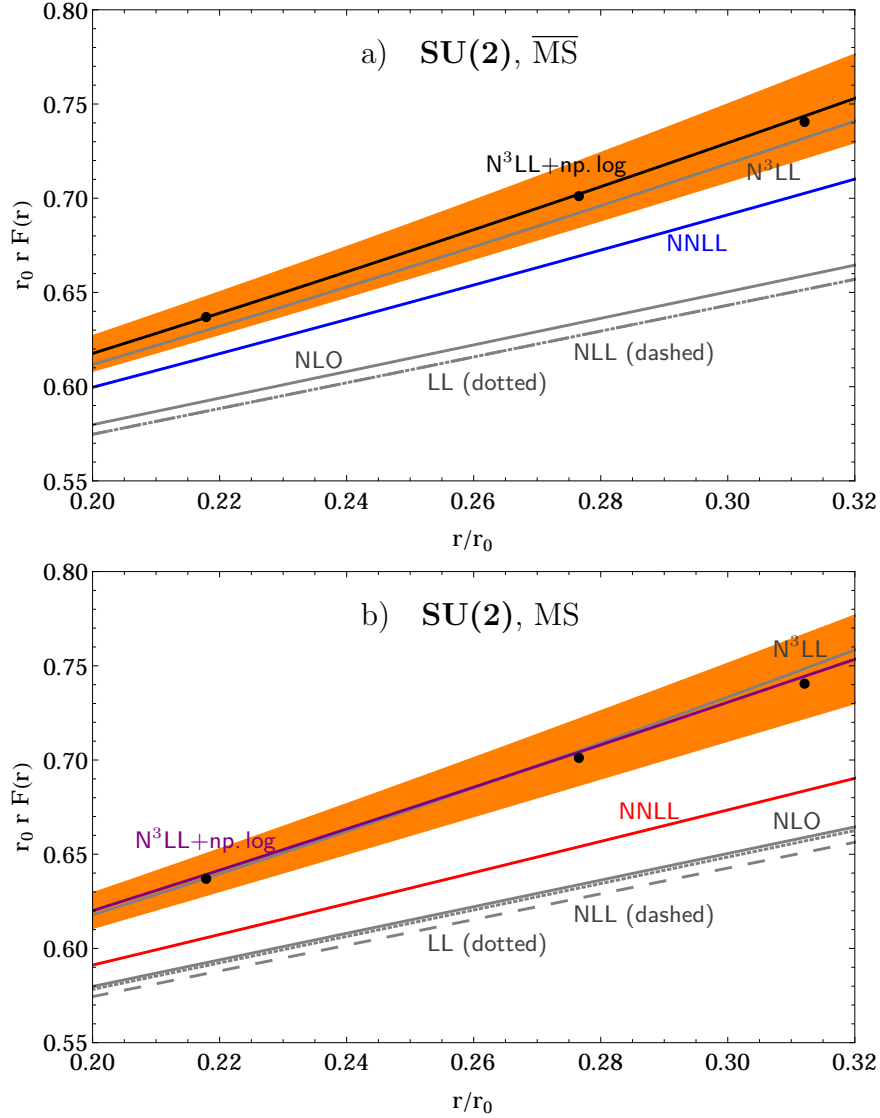 0.80
a) SU(2), M̅S̅
0.75
N³LL+np. log
N³LL
0.70
NNLL
r₀ r F(r)
0.65
NLO
NLL (dashed)
0.60
LL (dotted)
0.55
0.20 0.22 0.24 0.26 0.28 0.30 0.32
r/r₀
0.80
b) SU(2), MS
N³LL
0.75
0.70
r₀ r F(r)
NNLL
NLO
N³LL+np. log
0.65
NLL (dashed)
LL (dotted)
0.60
0.55
0.20 0.22 0.24 0.26 0.28 0.30 0.32
r/r₀